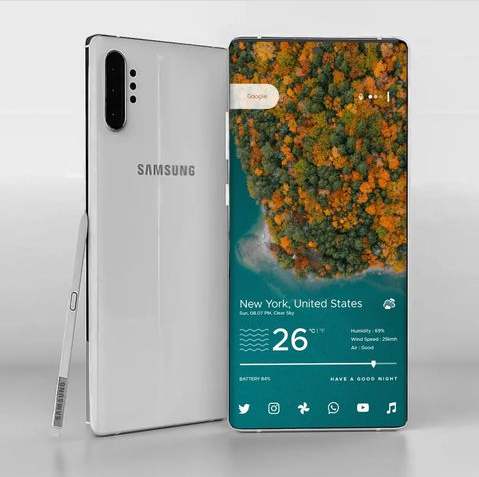 SAMSUNG
SAMSUNG
Google
New York, United States
Sun, 08.07 PM, Clear Sky
26 °C | °F
Humidity : 69%
Wind Speed : 25kmh
Air : Good
BATTERY 84%
HAVE A GOOD NIGHT